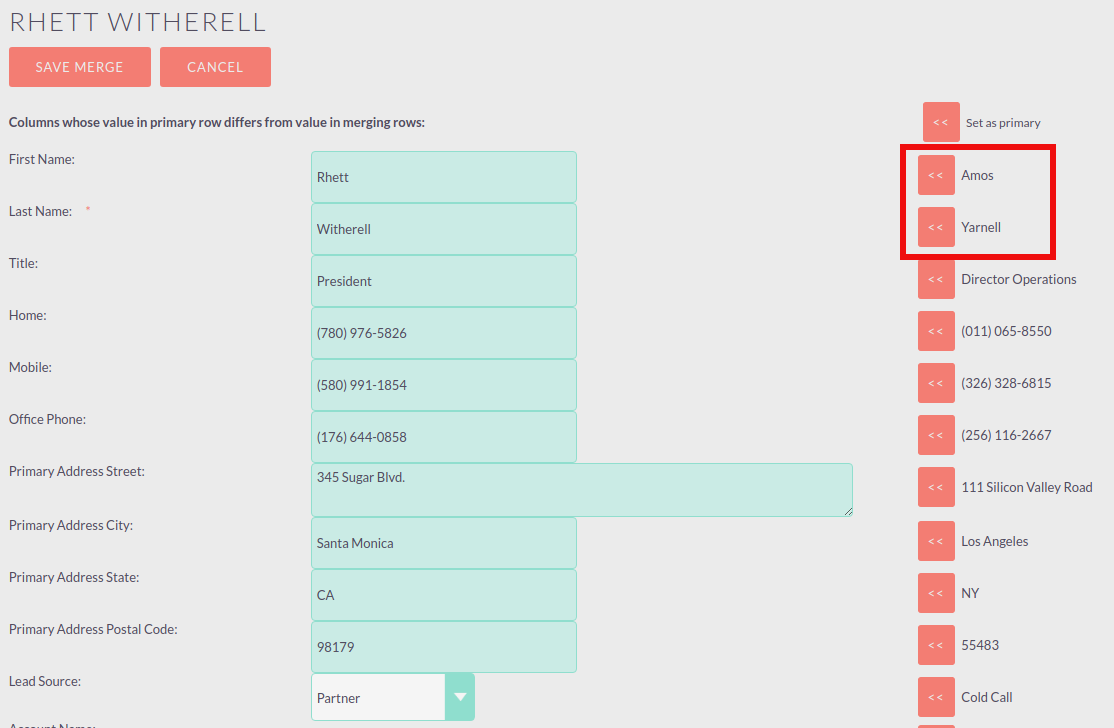 RHETT WITHERELL
SAVE MERGE CANCEL
Columns whose value in primary row differs from value in merging rows: << Set as primary
First Name: Rhett << Amos
Last Name: * Witherell << Yarnell
Title: President << Director Operations
Home: (780) 976-5826 << (011) 065-8550
Mobile: (580) 991-1854 << (326) 328-6815
Office Phone: (176) 644-0858 << (256) 116-2667
Primary Address Street: 345 Sugar Blvd. << 111 Silicon Valley Road
Primary Address City: Santa Monica << Los Angeles
Primary Address State: CA << NY
Primary Address Postal Code: 98179 << 55483
Lead Source: Partner << Cold Call
Account Name: